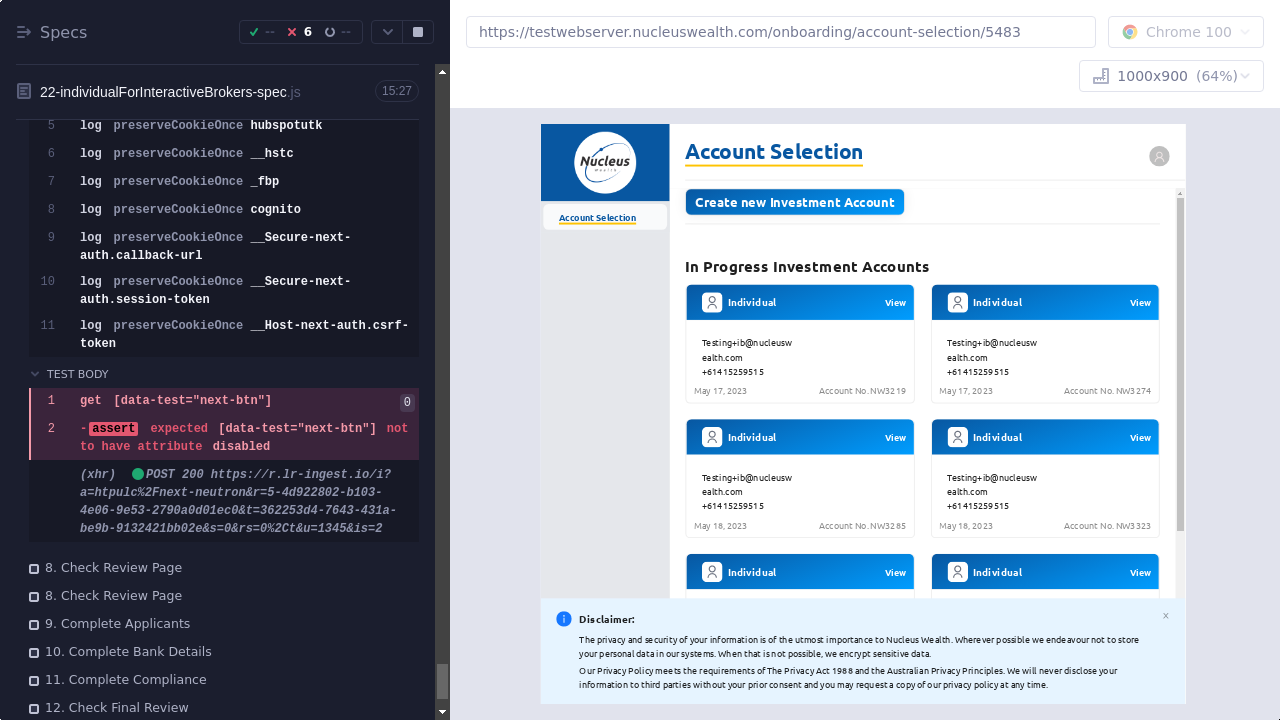 Specs
--
6
--
22-individualForInteractiveBrokers-spec.js
15:27
5 log preserveCookieOnce hubspotutk
6 log preserveCookieOnce __hstc
7 log preserveCookieOnce _fbp
8 log preserveCookieOnce cognito
9 log preserveCookieOnce __Secure-next-
auth.callback-url
10 log preserveCookieOnce __Secure-next-
auth.session-token
11 log preserveCookieOnce __Host-next-auth.csrf-
token
TEST BODY
1 get [data-test="next-btn"] 0
2 -assert expected [data-test="next-btn"] not
to have attribute disabled
(xhr) POST 200 https://r.lr-ingest.io/i?
a=htpulc%2Fnext-neutron&r=5-4d922802-b103-
4e06-9e53-2790a0d01ec0&t=362253d4-7643-431a-
be9b-9132421bb02e&s=0&rs=0%2Ct&u=1345&is=2
8. Check Review Page
8. Check Review Page
9. Complete Applicants
10. Complete Bank Details
11. Complete Compliance
12. Check Final Review
https://testwebserver.nucleuswealth.com/onboarding/account-selection/5483
Chrome 100
1000x900 (64%)
Nucleus
Wealth
Account Selection
Account Selection
Create new Investment Account
In Progress Investment Accounts
Individual View
Testing+ib@nucleusw
ealth.com
+61415259515
May 17, 2023 Account No. NW3219
Individual View
Testing+ib@nucleusw
ealth.com
+61415259515
May 17, 2023 Account No. NW3274
Individual View
Testing+ib@nucleusw
ealth.com
+61415259515
May 18, 2023 Account No. NW3285
Individual View
Testing+ib@nucleusw
ealth.com
+61415259515
May 18, 2023 Account No. NW3323
Individual View
Individual View
Disclaimer:
The privacy and security of your information is of the utmost importance to Nucleus Wealth. Wherever possible we endeavour not to store
your personal data in our systems. When that is not possible, we encrypt sensitive data.
Our Privacy Policy meets the requirements of The Privacy Act 1988 and the Australian Privacy Principles. We will never disclose your
information to third parties without your prior consent and you may request a copy of our privacy policy at any time.